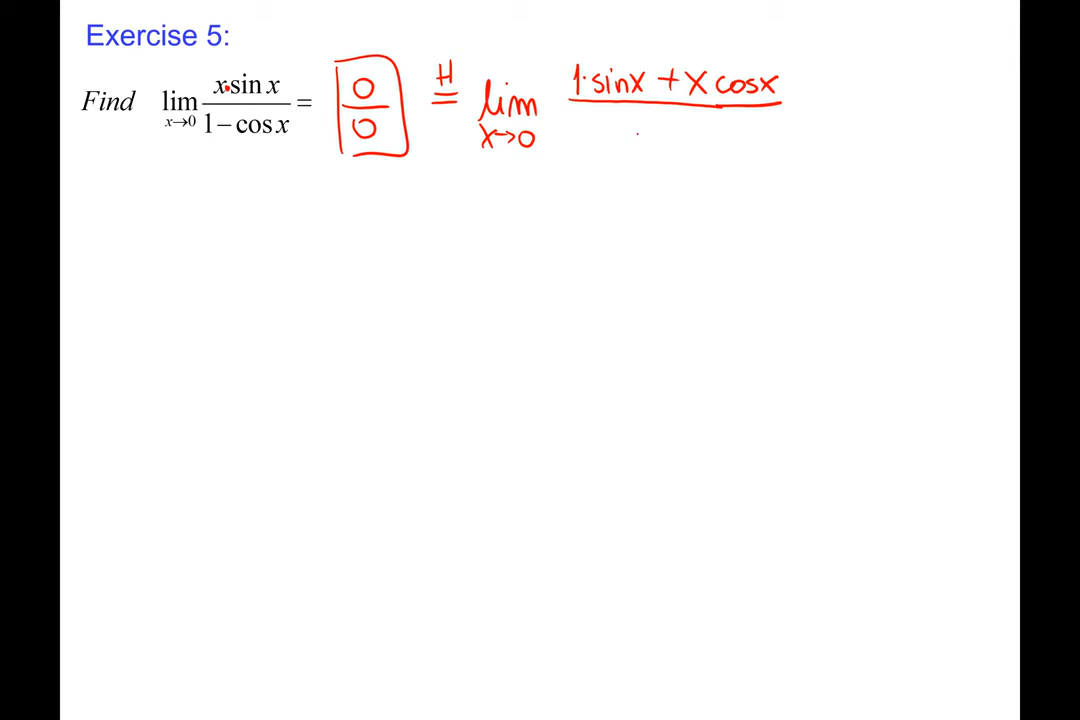 Exercise 5:
Find lim x→0 x·sin x / 1 − cos x = 0/0 H= lim x→0 1·sinx + x cosx